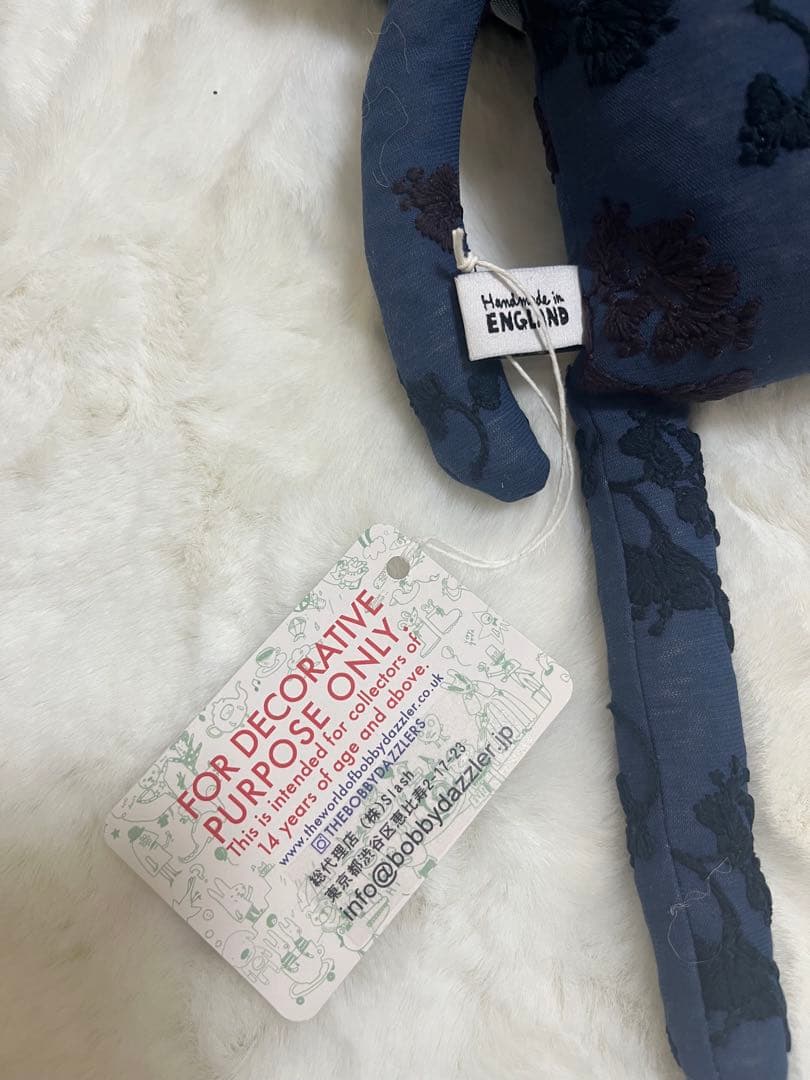 Handmade in
ENGLAND
FOR DECORATIVE
PURPOSE ONLY.
This is intended for collectors of
14 years of age and above.
www.theworldofbobbydazzler.co.uk
THEBOBBYDAZZLERS
総代理店 (株)Slash
東京都渋谷区恵比寿2-17-23
info@bobbydazzler.jp